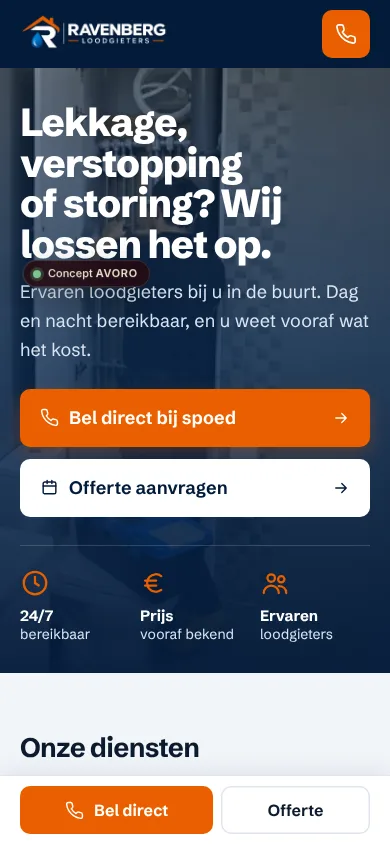 RAVENBERG
LOODGIETERS
Lekkage,
verstopping
of storing? Wij
lossen het op.
Concept AVORO
Ervaren loodgieters bij u in de buurt. Dag
en nacht bereikbaar, en u weet vooraf wat
het kost.
Bel direct bij spoed
Offerte aanvragen
24/7
bereikbaar
Prijs
vooraf bekend
Ervaren
loodgieters
Onze diensten
Bel direct
Offerte